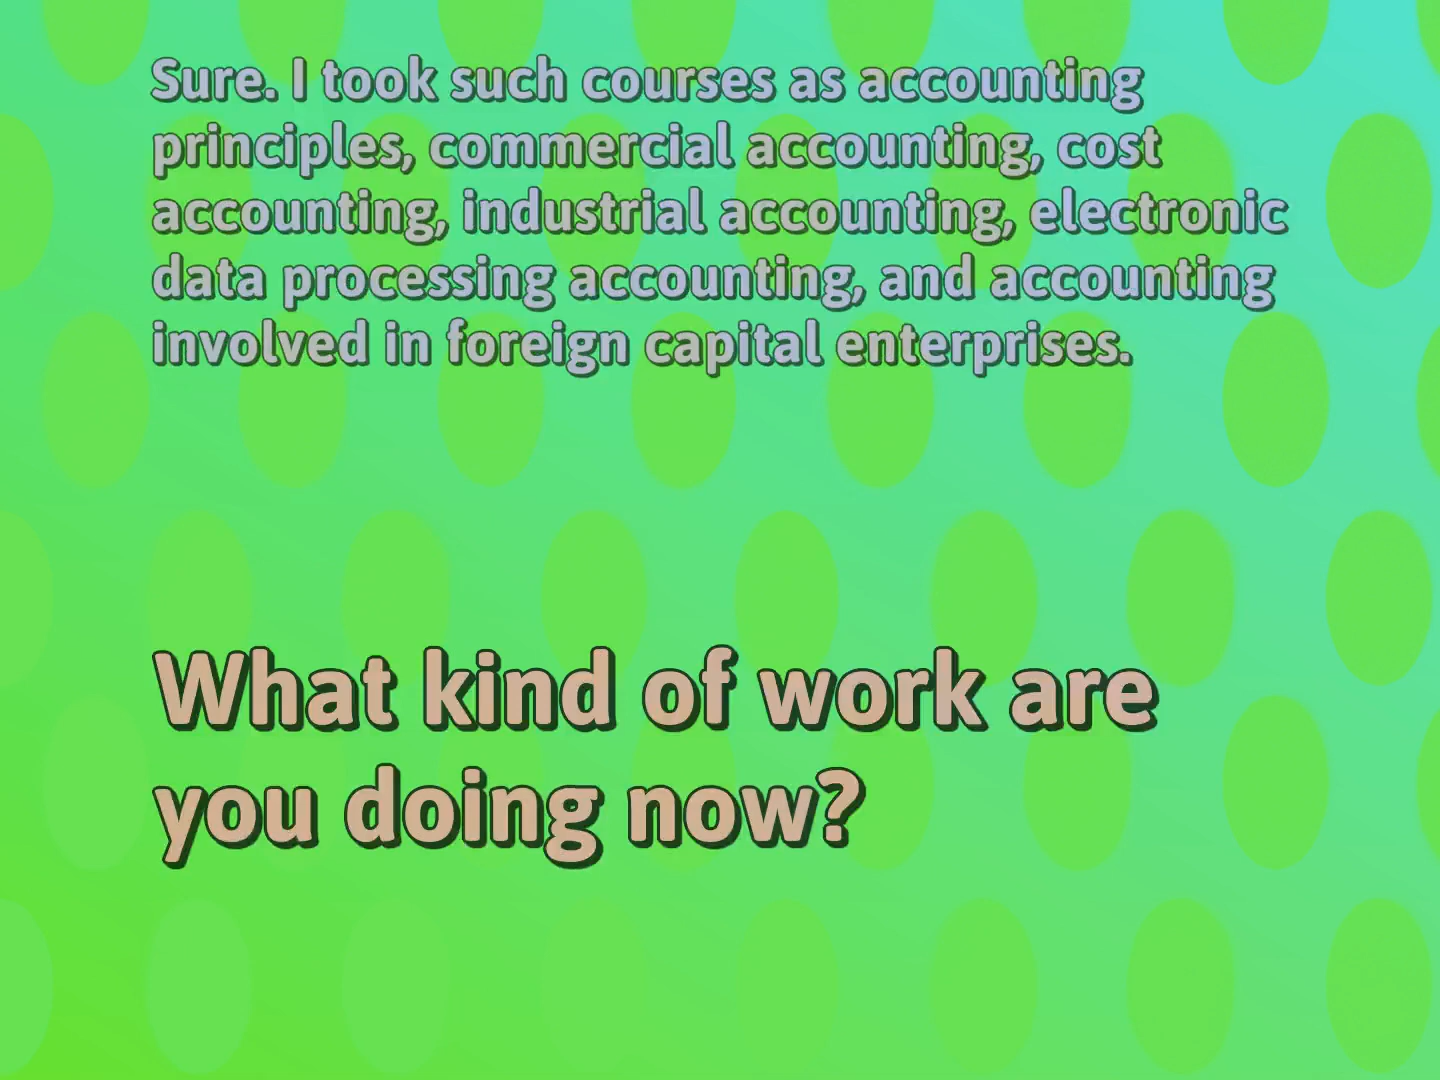 Sure. I took such courses as accounting
principles, commercial accounting, cost
accounting, industrial accounting, electronic
data processing accounting, and accounting
involved in foreign capital enterprises.
What kind of work are
you doing now?